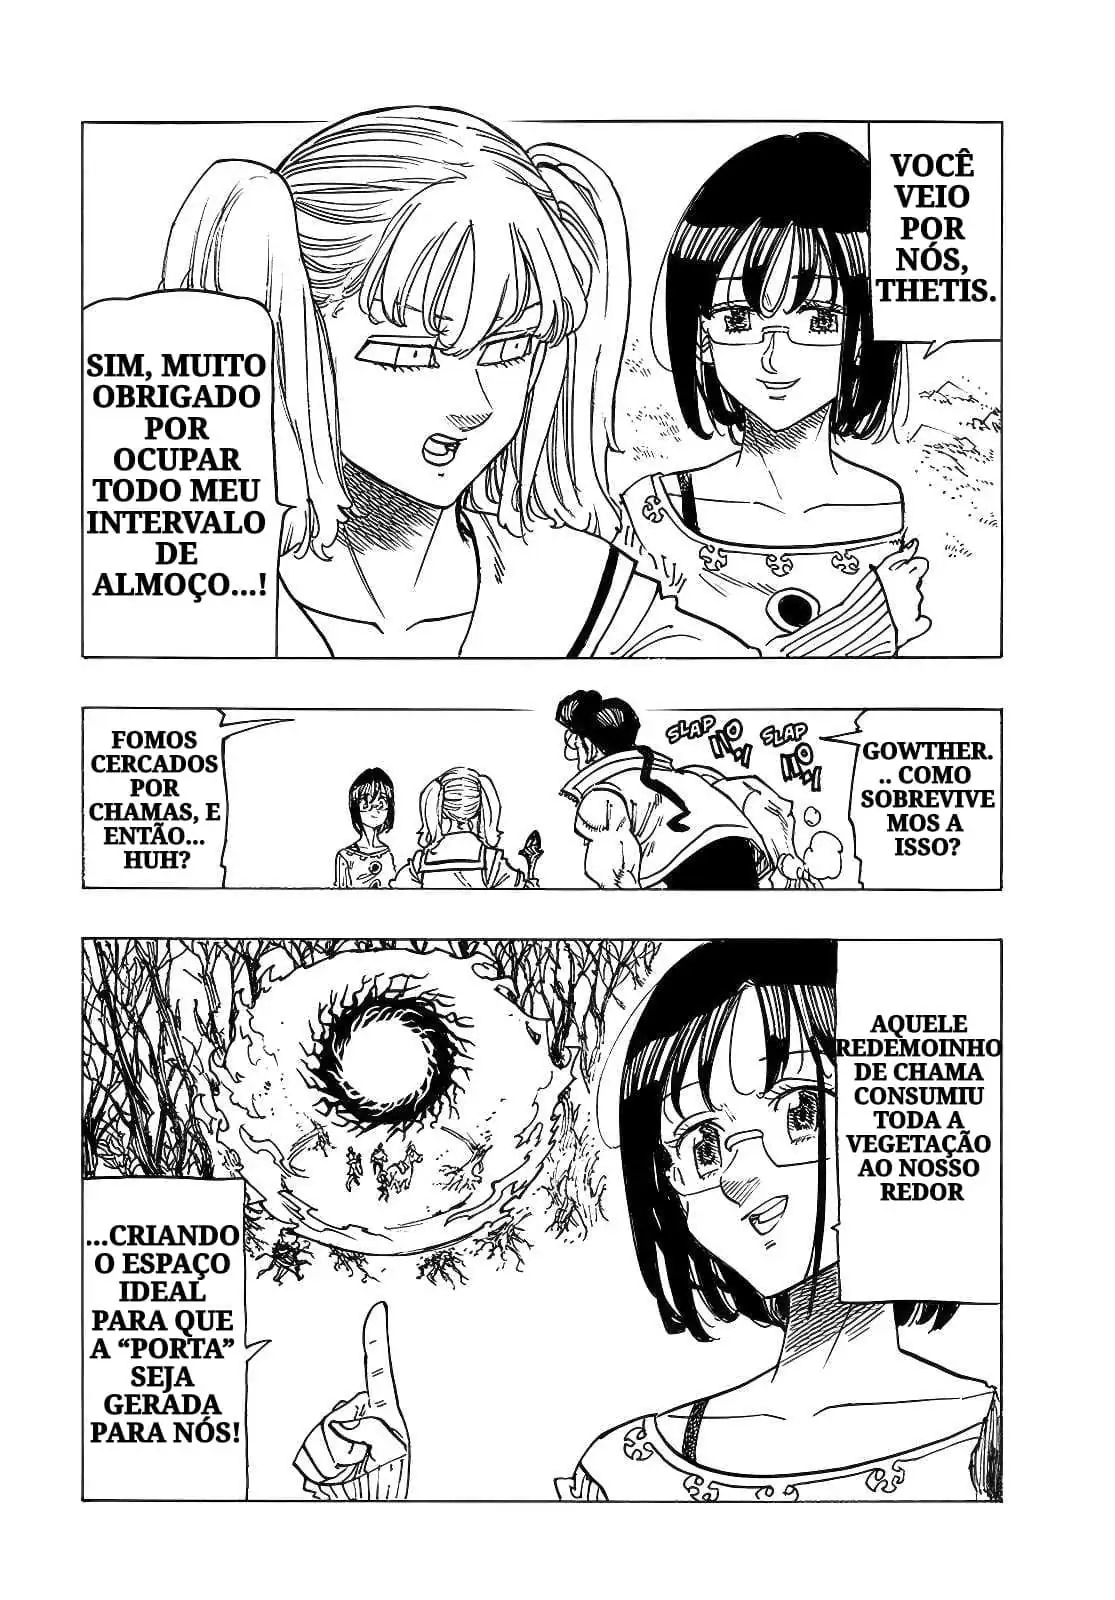 VOCÊ
VEIO
POR
NÓS,
THETIS.
SIM, MUITO
OBRIGADO
POR
OCUPAR
TODO MEU
INTERVALO
DE
ALMOÇO...!
GOWTHER.
.. COMO
SOBREVIVE
MOS A
ISSO?
SLAP
SLAP
FOMOS
CERCADOS
POR
CHAMAS, E
ENTÃO...
HUH?
AQUELE
REDEMOINHO
DE CHAMA
CONSUMIU
TODA A
VEGETAÇÃO
AO NOSSO
REDOR
...CRIANDO
O ESPAÇO
IDEAL
PARA QUE
A “PORTA”
SEJA
GERADA
PARA NÓS!